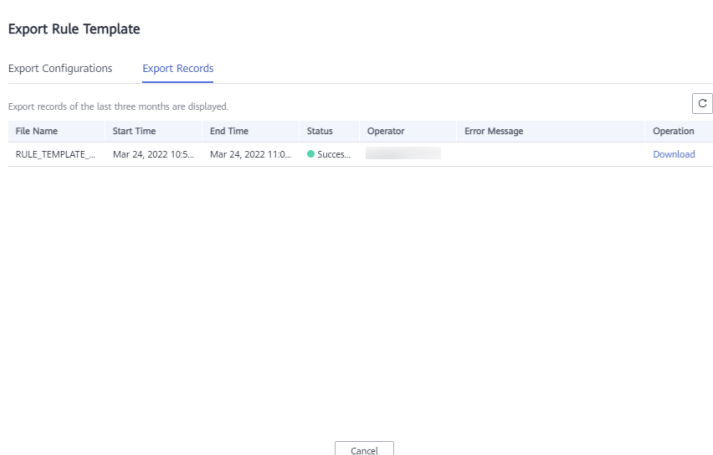 Export Rule Template
Export Configurations Export Records
Export records of the last three months are displayed.
File Name Start Time End Time Status Operator Error Message Operation
RULE_TEMPLATE_... Mar 24, 2022 10:5... Mar 24, 2022 11:0... Succes... Download
Cancel